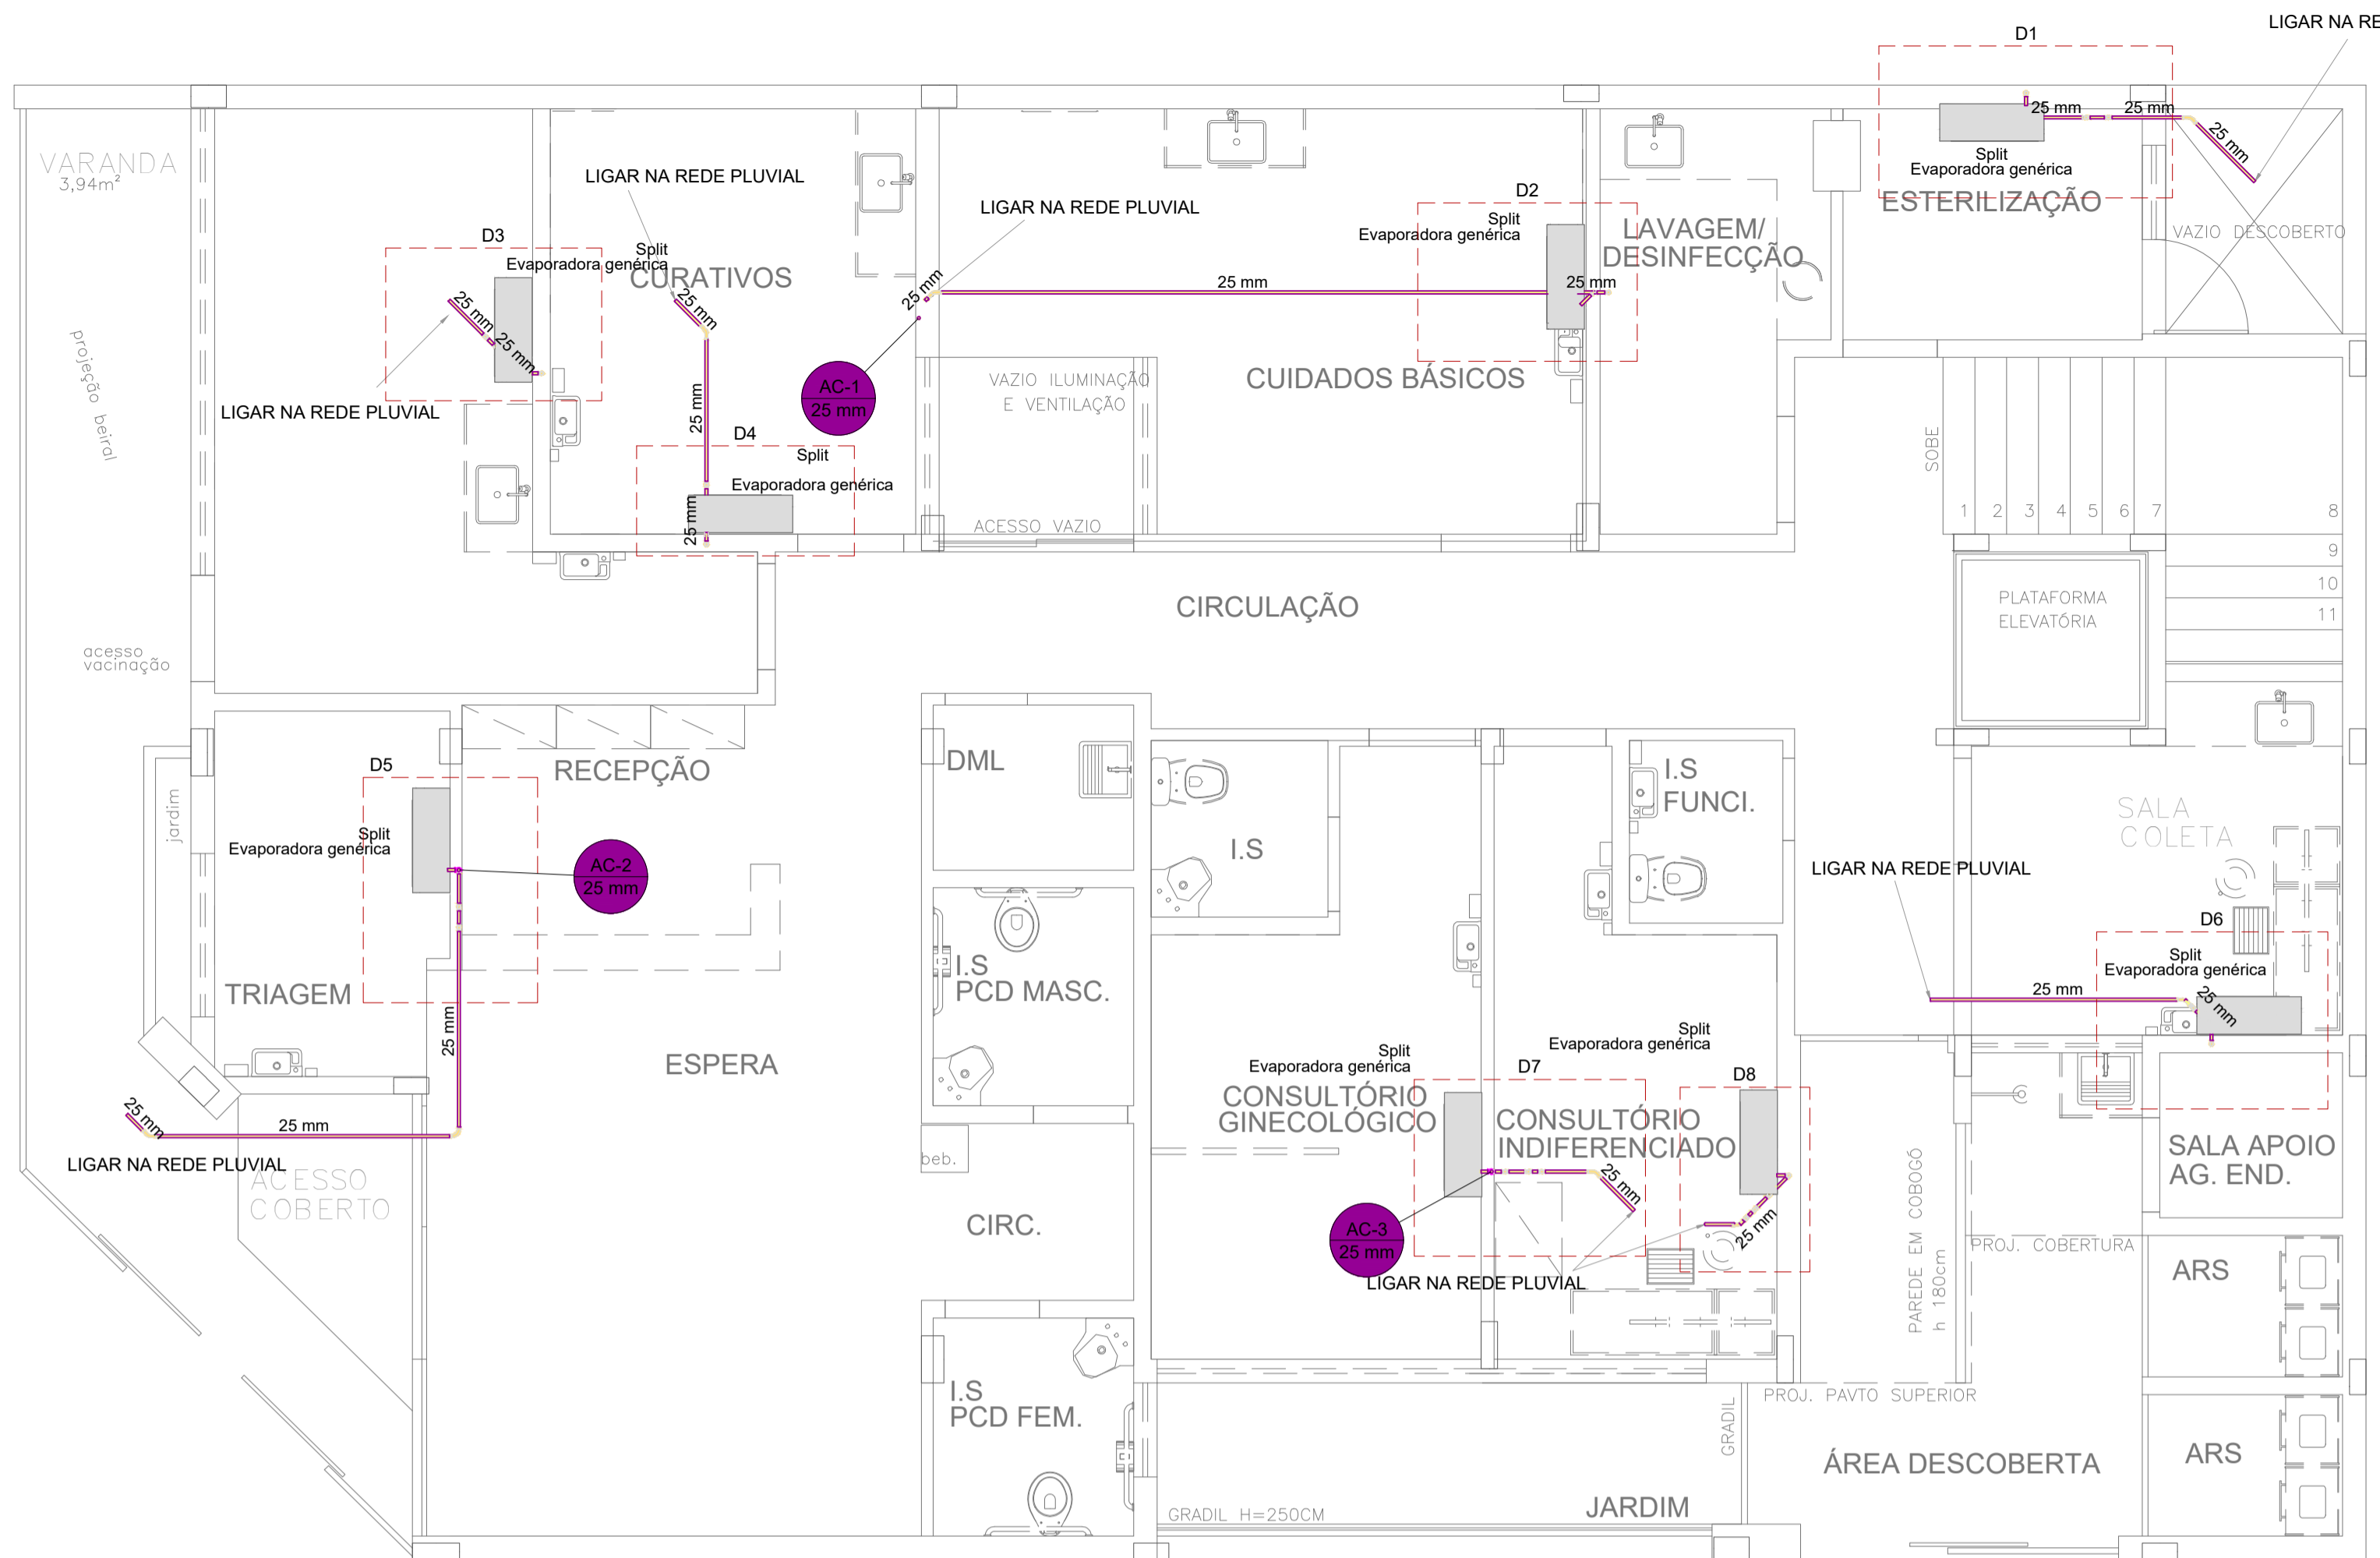 LIGAR NA RE
D1
25 mm
25 mm
25 mm
Split
Evaporadora genérica
ESTERILIZAÇÃO
VAZIO DESCOBERTO
VARANDA
3,94m²
LIGAR NA REDE PLUVIAL
LIGAR NA REDE PLUVIAL
D2
Split
Evaporadora genérica
LAVAGEM/
DESINFECÇÃO
D3
Split
Evaporadora genérica
CURATIVOS
25 mm
25 mm
25 mm
25 mm
25 mm
25 mm
25 mm
projeção beiral
LIGAR NA REDE PLUVIAL
AC-1
25 mm
VAZIO ILUMINAÇÃO
E VENTILAÇÃO
CUIDADOS BÁSICOS
25 mm
D4
Split
Evaporadora genérica
25 mm
ACESSO VAZIO
SOBE
1
2
3
4
5
6
7
8
9
10
11
PLATAFORMA
ELEVATÓRIA
CIRCULAÇÃO
acesso
vacinação
D5
RECEPÇÃO
DML
I.S
FUNCI.
jardim
Split
Evaporadora genérica
AC-2
25 mm
I.S
SALA
COLETA
LIGAR NA REDE PLUVIAL
D6
Split
Evaporadora genérica
25 mm
25 mm
TRIAGEM
I.S
PCD MASC.
25 mm
ESPERA
Split
Evaporadora genérica
Split
Evaporadora genérica
D7
D8
CONSULTÓRIO
GINECOLÓGICO
CONSULTÓRIO
INDIFERENCIADO
25 mm
25 mm
LIGAR NA REDE PLUVIAL
ACESSO
COBERTO
beb.
CIRC.
25 mm
25 mm
AC-3
25 mm
LIGAR NA REDE PLUVIAL
SALA APOIO
AG. END.
PAREDE EM COBOGÓ
h 180cm
PROJ. COBERTURA
ARS
I.S
PCD FEM.
PROJ. PAVTO SUPERIOR
GRADIL
ÁREA DESCOBERTA
ARS
GRADIL H=250CM
JARDIM